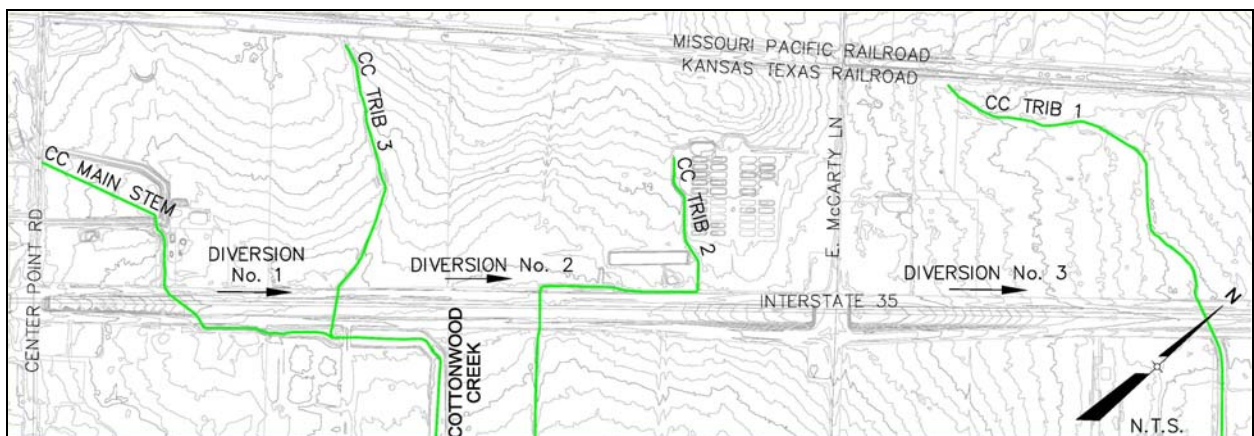 MISSOURI PACIFIC RAILROAD
KANSAS TEXAS RAILROAD
CC TRIB 3
CC TRIB 1
CC MAIN STEM
CC TRIB 2
E. McCARTY LN
CENTER POINT RD
DIVERSION
No. 1
DIVERSION No. 2
DIVERSION No. 3
INTERSTATE 35
N
COTTONWOOD
CREEK
N.T.S.